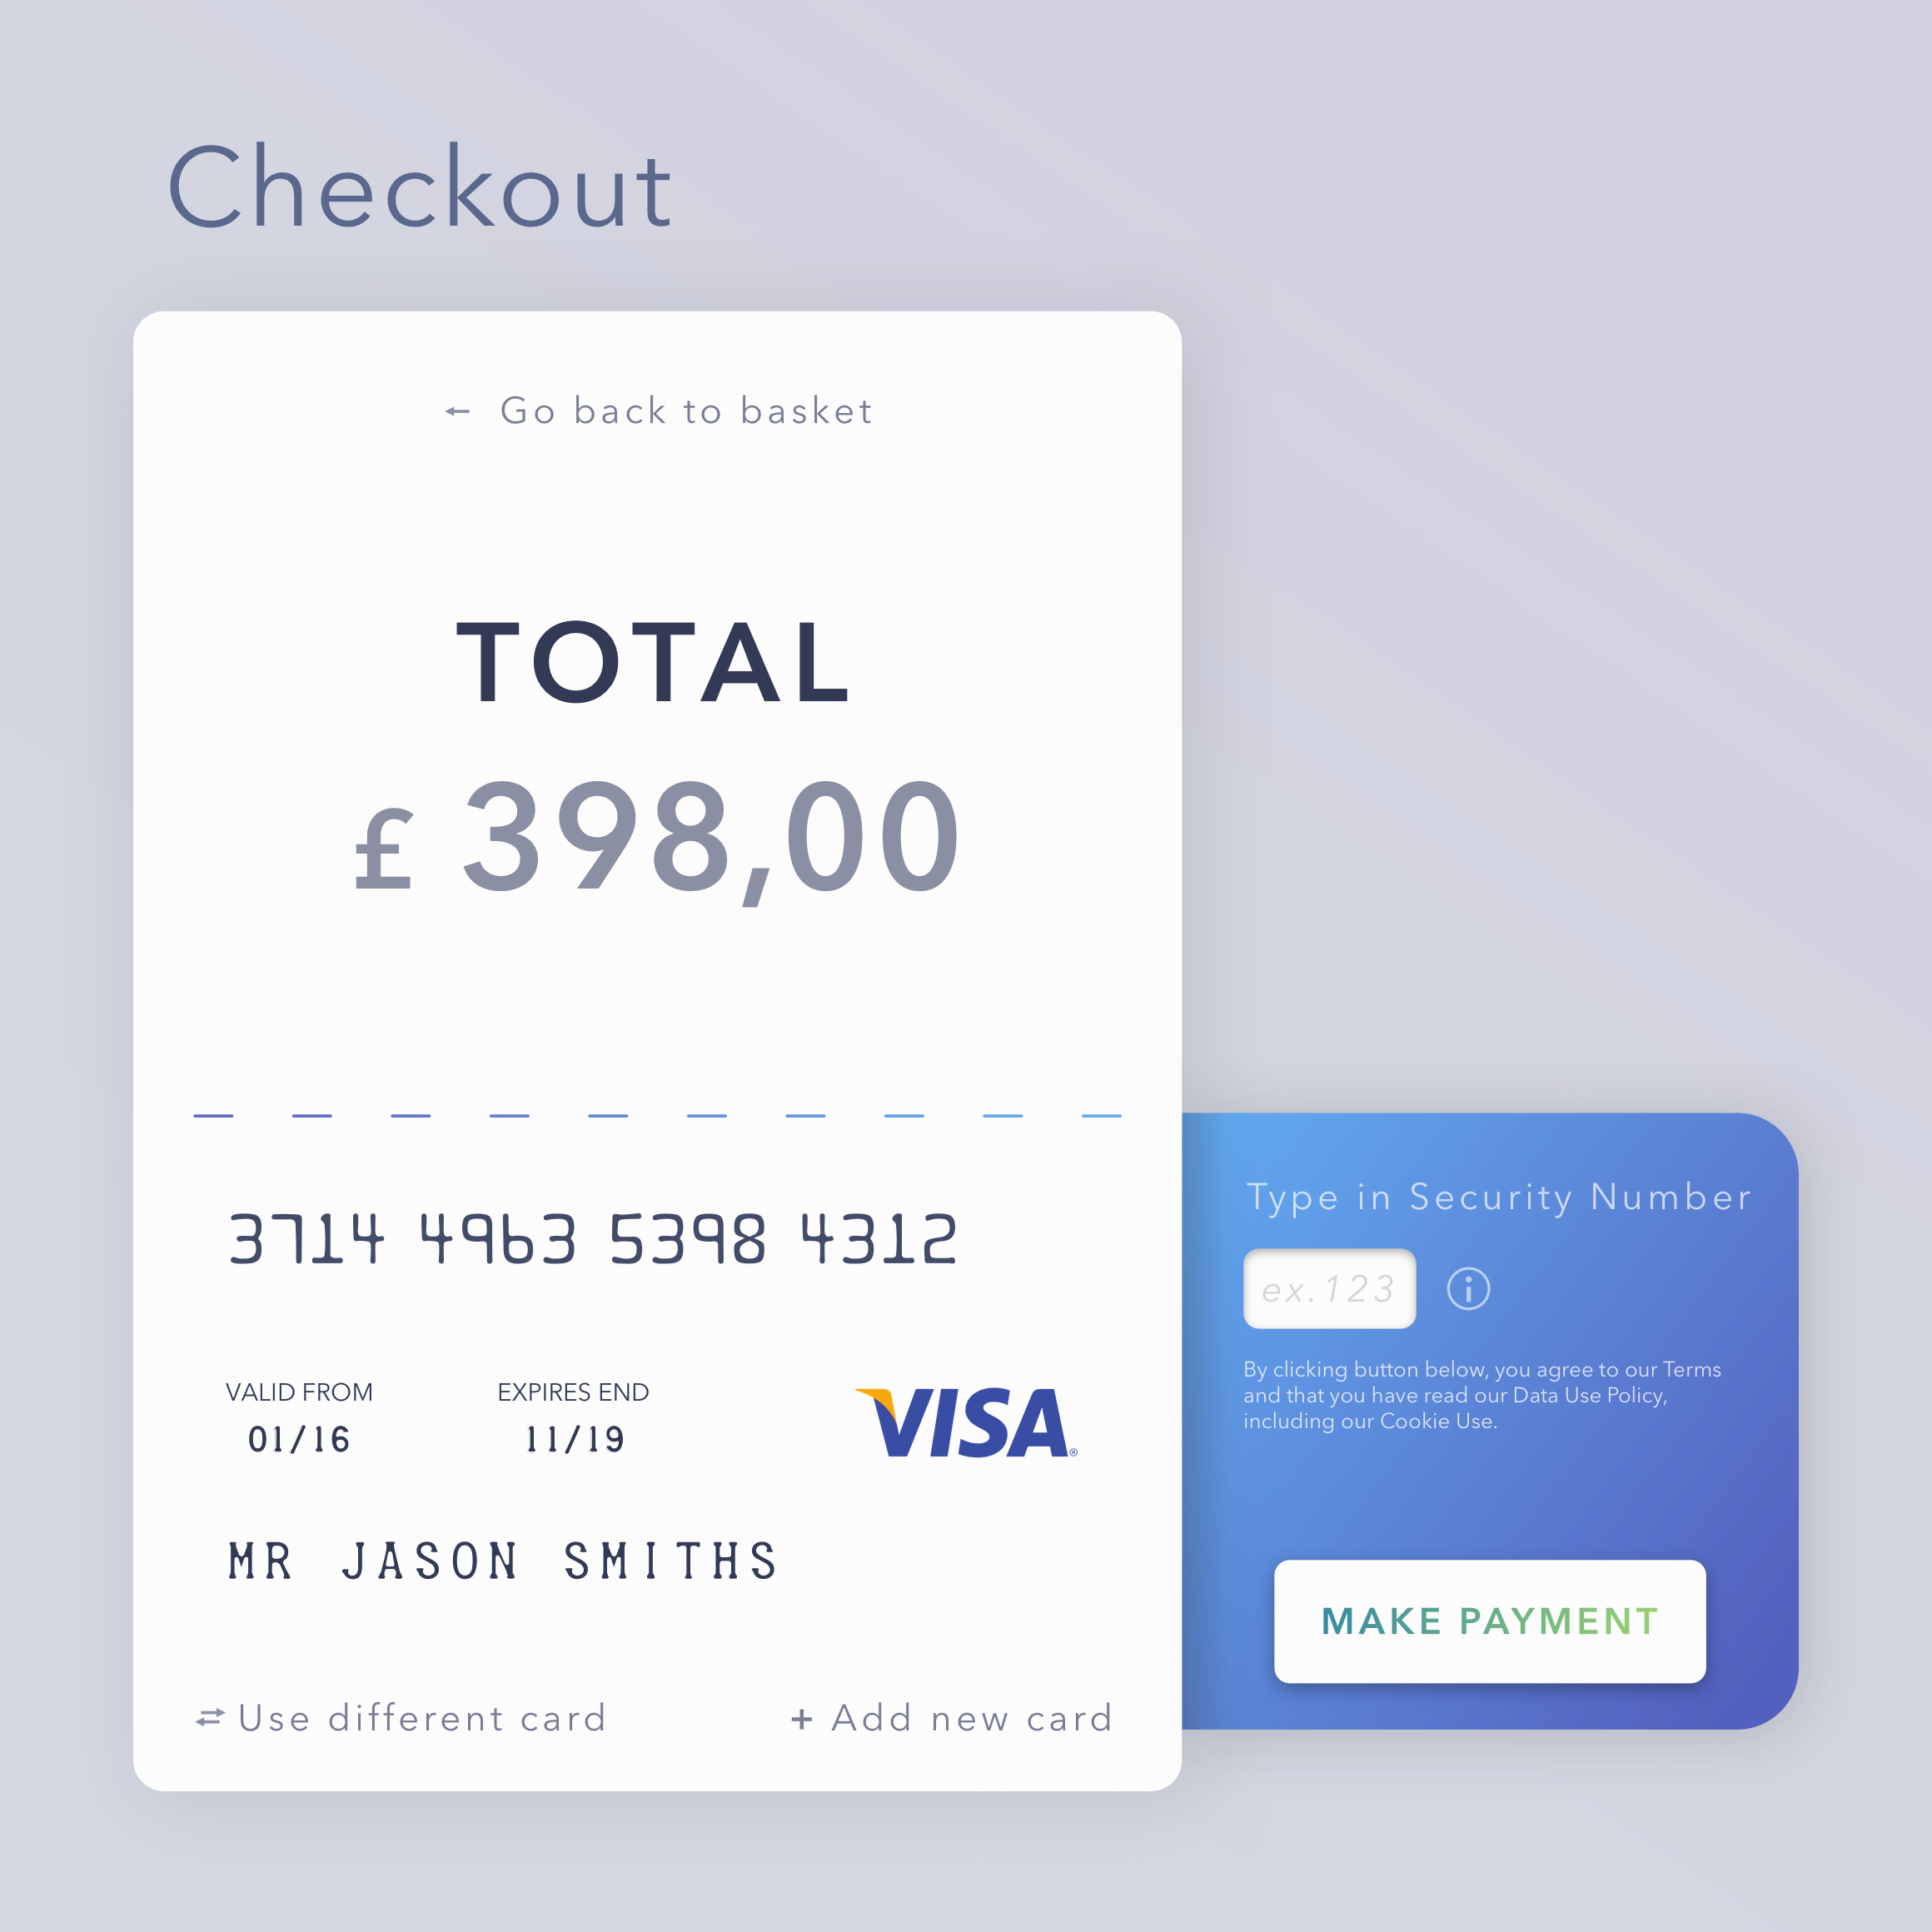 Checkout
← Go back to basket
TOTAL
£ 398,00
3714 4963 5398 4312
VALID FROM
01/16
EXPIRES END
11/19
VISA®
MR JASON SMITHS
Use different card
+ Add new card
Type in Security Number
ex.123
i
By clicking button below, you agree to our Terms
and that you have read our Data Use Policy,
including our Cookie Use.
MAKE PAYMENT